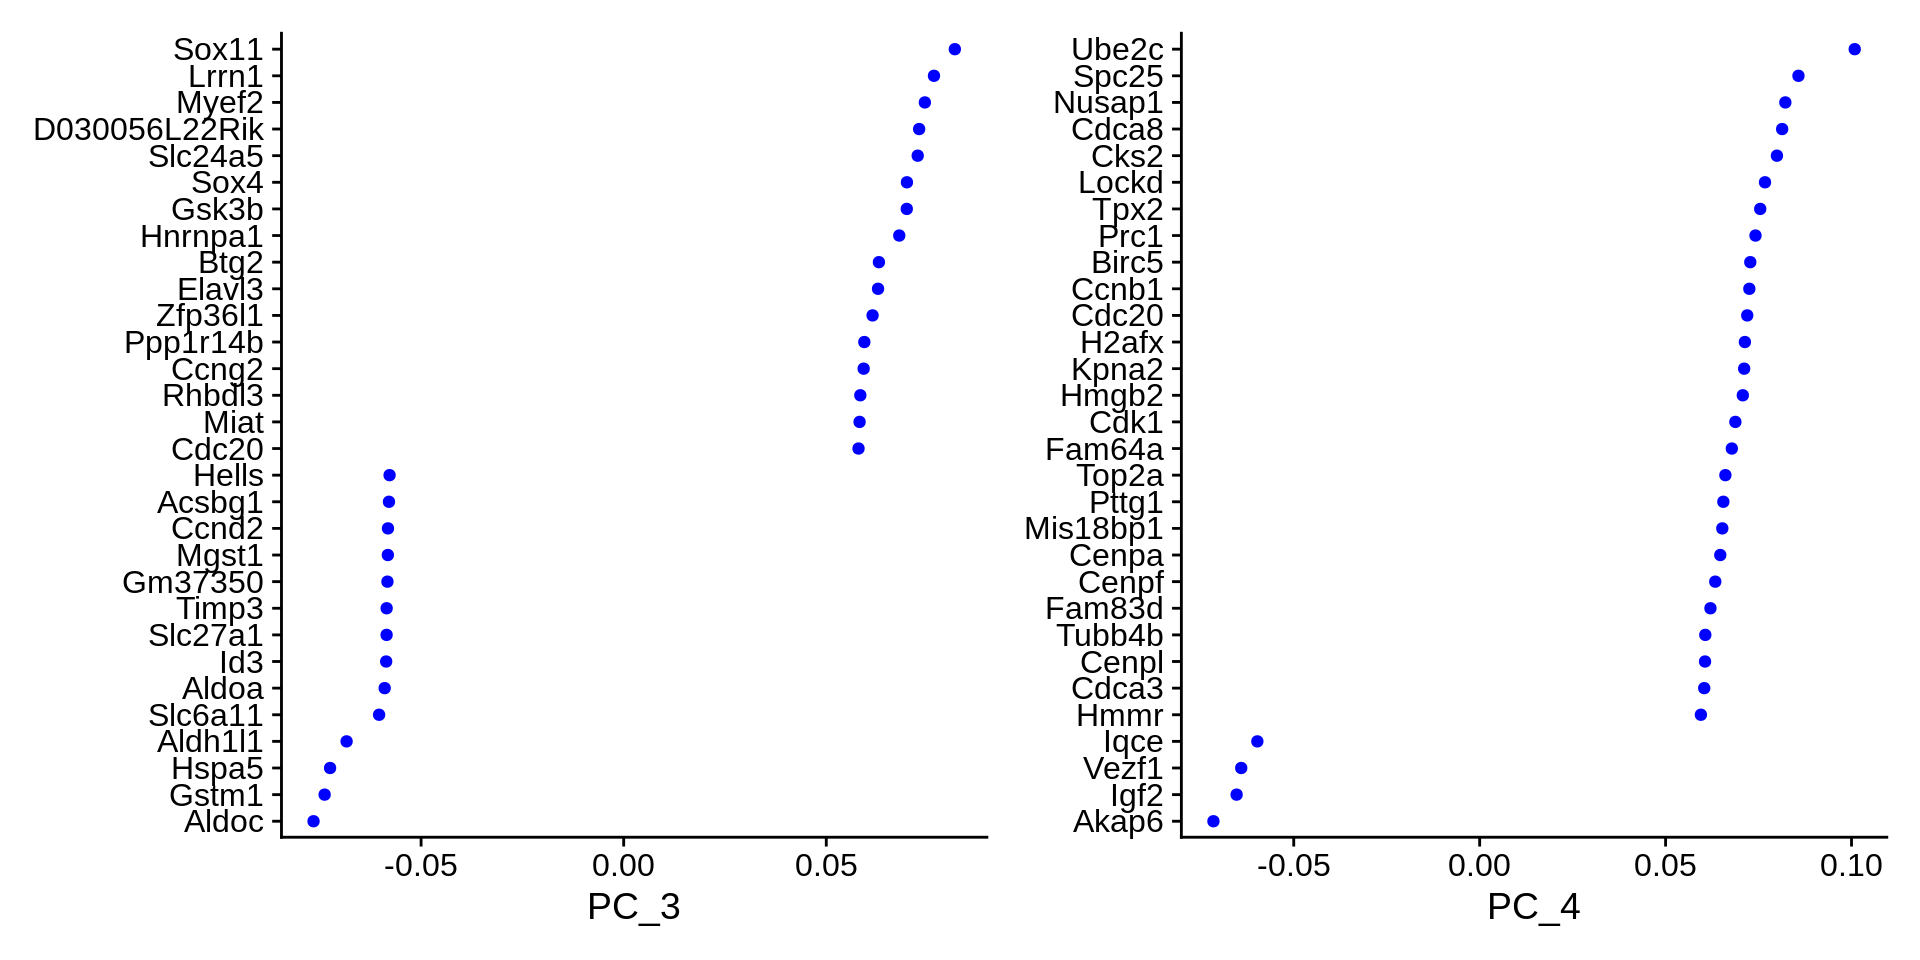 Sox11
Lrrn1
Myef2
D030056L22Rik
Slc24a5
Sox4
Gsk3b
Hnrnpa1
Btg2
Elavl3
Zfp36l1
Ppp1r14b
Ccng2
Rhbdl3
Miat
Cdc20
Hells
Acsbg1
Ccnd2
Mgst1
Gm37350
Timp3
Slc27a1
Id3
Aldoa
Slc6a11
Aldh1l1
Hspa5
Gstm1
Aldoc
-0.05 0.00 0.05
PC_3
Ube2c
Spc25
Nusap1
Cdca8
Cks2
Lockd
Tpx2
Prc1
Birc5
Ccnb1
Cdc20
H2afx
Kpna2
Hmgb2
Cdk1
Fam64a
Top2a
Pttg1
Mis18bp1
Cenpa
Cenpf
Fam83d
Tubb4b
Cenpl
Cdca3
Hmmr
Iqce
Vezf1
Igf2
Akap6
-0.05 0.00 0.05 0.10
PC_4